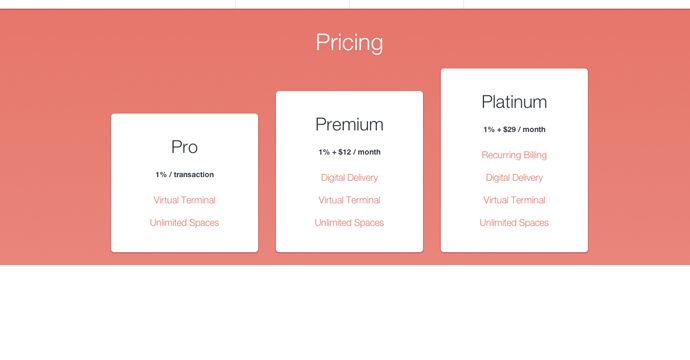 Pricing
Pro
1% / transaction
Virtual Terminal
Unlimited Spaces
Premium
1% + $12 / month
Digital Delivery
Virtual Terminal
Unlimited Spaces
Platinum
1% + $29 / month
Recurring Billing
Digital Delivery
Virtual Terminal
Unlimited Spaces